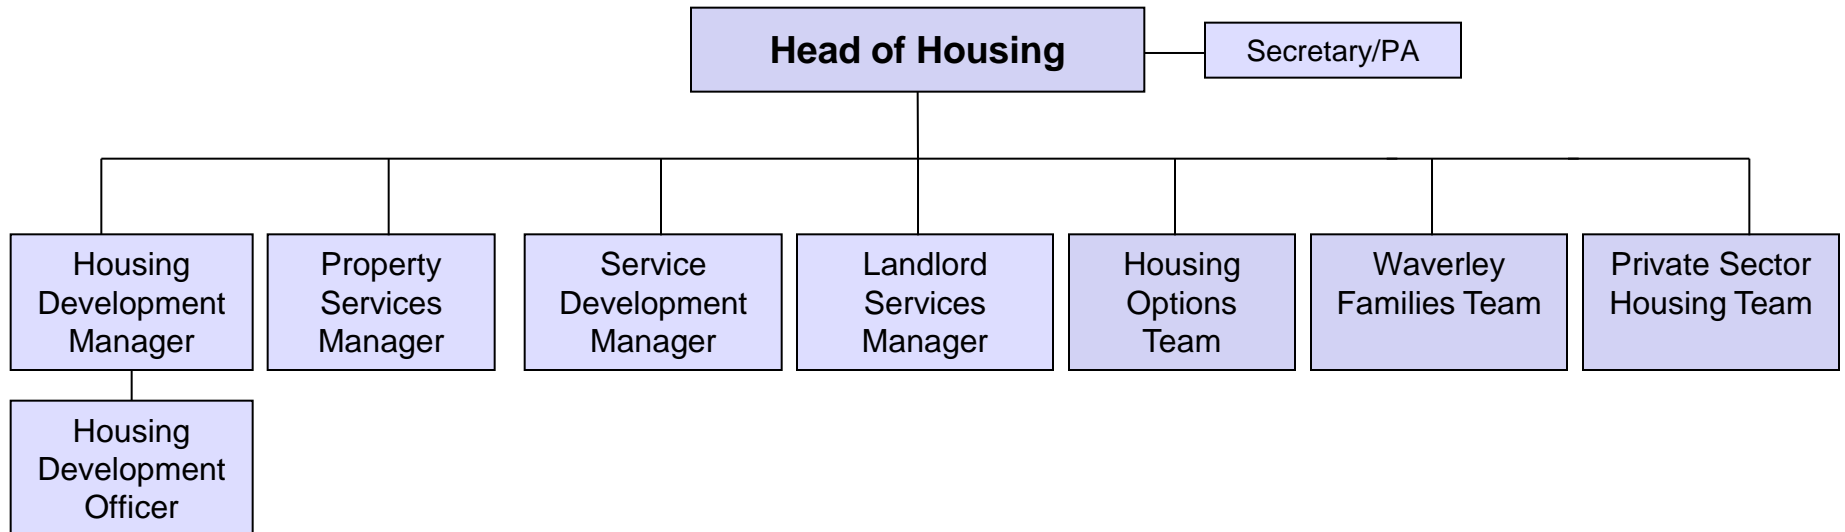 Head of Housing
Secretary/PA
Housing
Development
Manager
Property
Services
Manager
Service
Development
Manager
Landlord
Services
Manager
Housing
Options
Team
Waverley
Families Team
Private Sector
Housing Team
Housing
Development
Officer